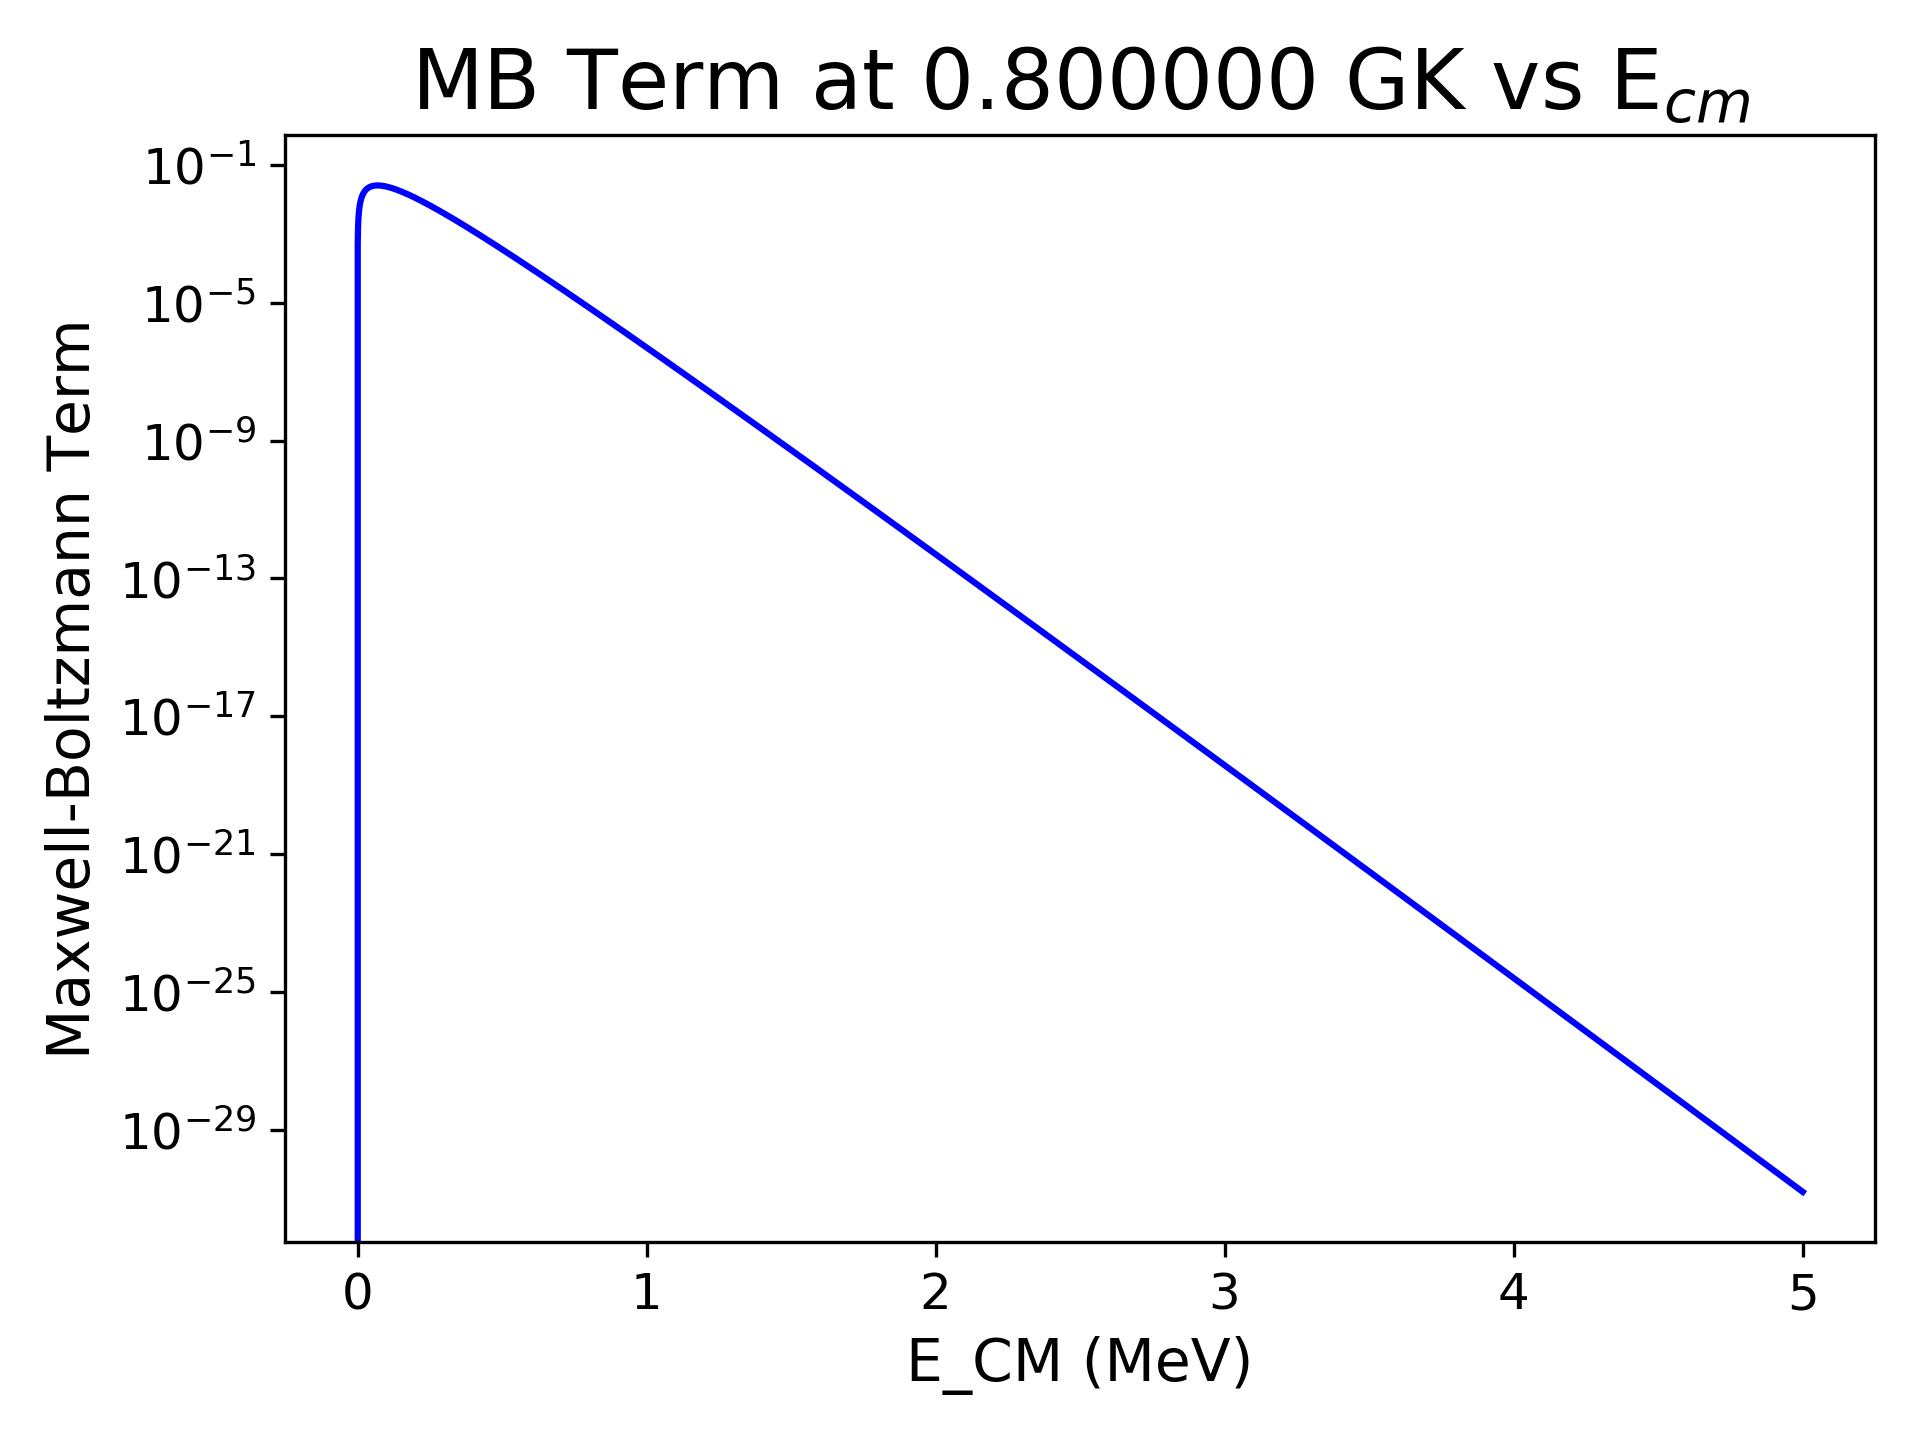 MB Term at 0.800000 GK vs E_{cm}
Maxwell-Boltzmann Term
10^{−1}
10^{−5}
10^{−9}
10^{−13}
10^{−17}
10^{−21}
10^{−25}
10^{−29}
0 1 2 3 4 5
E_CM (MeV)